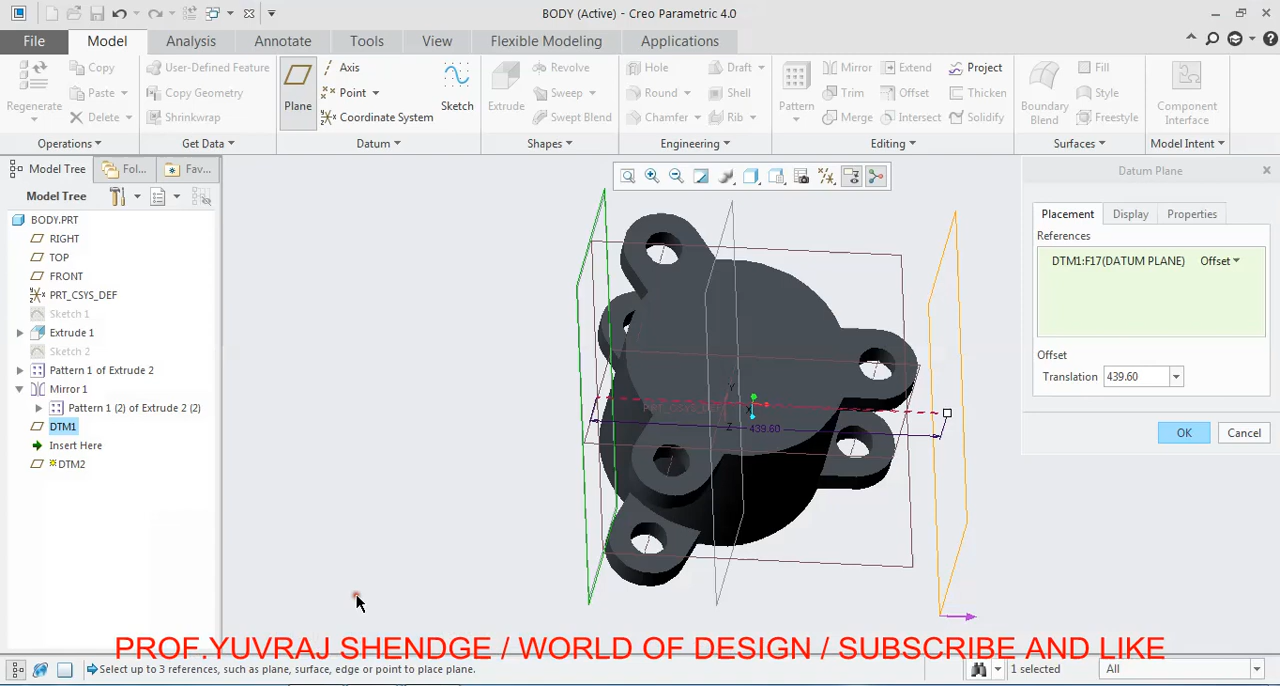 BODY (Active) - Creo Parametric 4.0
File Model Analysis Annotate Tools View Flexible Modeling Applications
Regenerate
Copy
Paste
Delete
Operations
User-Defined Feature
Copy Geometry
Shrinkwrap
Get Data
Plane
Axis
Point
Coordinate System
Sketch
Datum
Extrude
Revolve
Sweep
Swept Blend
Shapes
Hole
Round
Chamfer
Draft
Shell
Rib
Engineering
Pattern
Mirror
Trim
Merge
Extend
Offset
Intersect
Project
Thicken
Solidify
Editing
Boundary
Blend
Fill
Style
Freestyle
Surfaces
Component
Interface
Model Intent
Model Tree Fol... Fav...
Model Tree
BODY.PRT
RIGHT
TOP
FRONT
PRT_CSYS_DEF
Sketch 1
Extrude 1
Sketch 2
Pattern 1 of Extrude 2
Mirror 1
Pattern 1 (2) of Extrude 2 (2)
DTM1
Insert Here
DTM2
Y
PRT_CSYS_DEF
X
Z
439.60
Datum Plane
Placement Display Properties
References
DTM1:F17(DATUM PLANE) Offset
Offset
Translation 439.60
OK Cancel
PROF.YUVRAJ SHENDGE / WORLD OF DESIGN / SUBSCRIBE AND LIKE
Select up to 3 references, such as plane, surface, edge or point to place plane.
1 selected
All